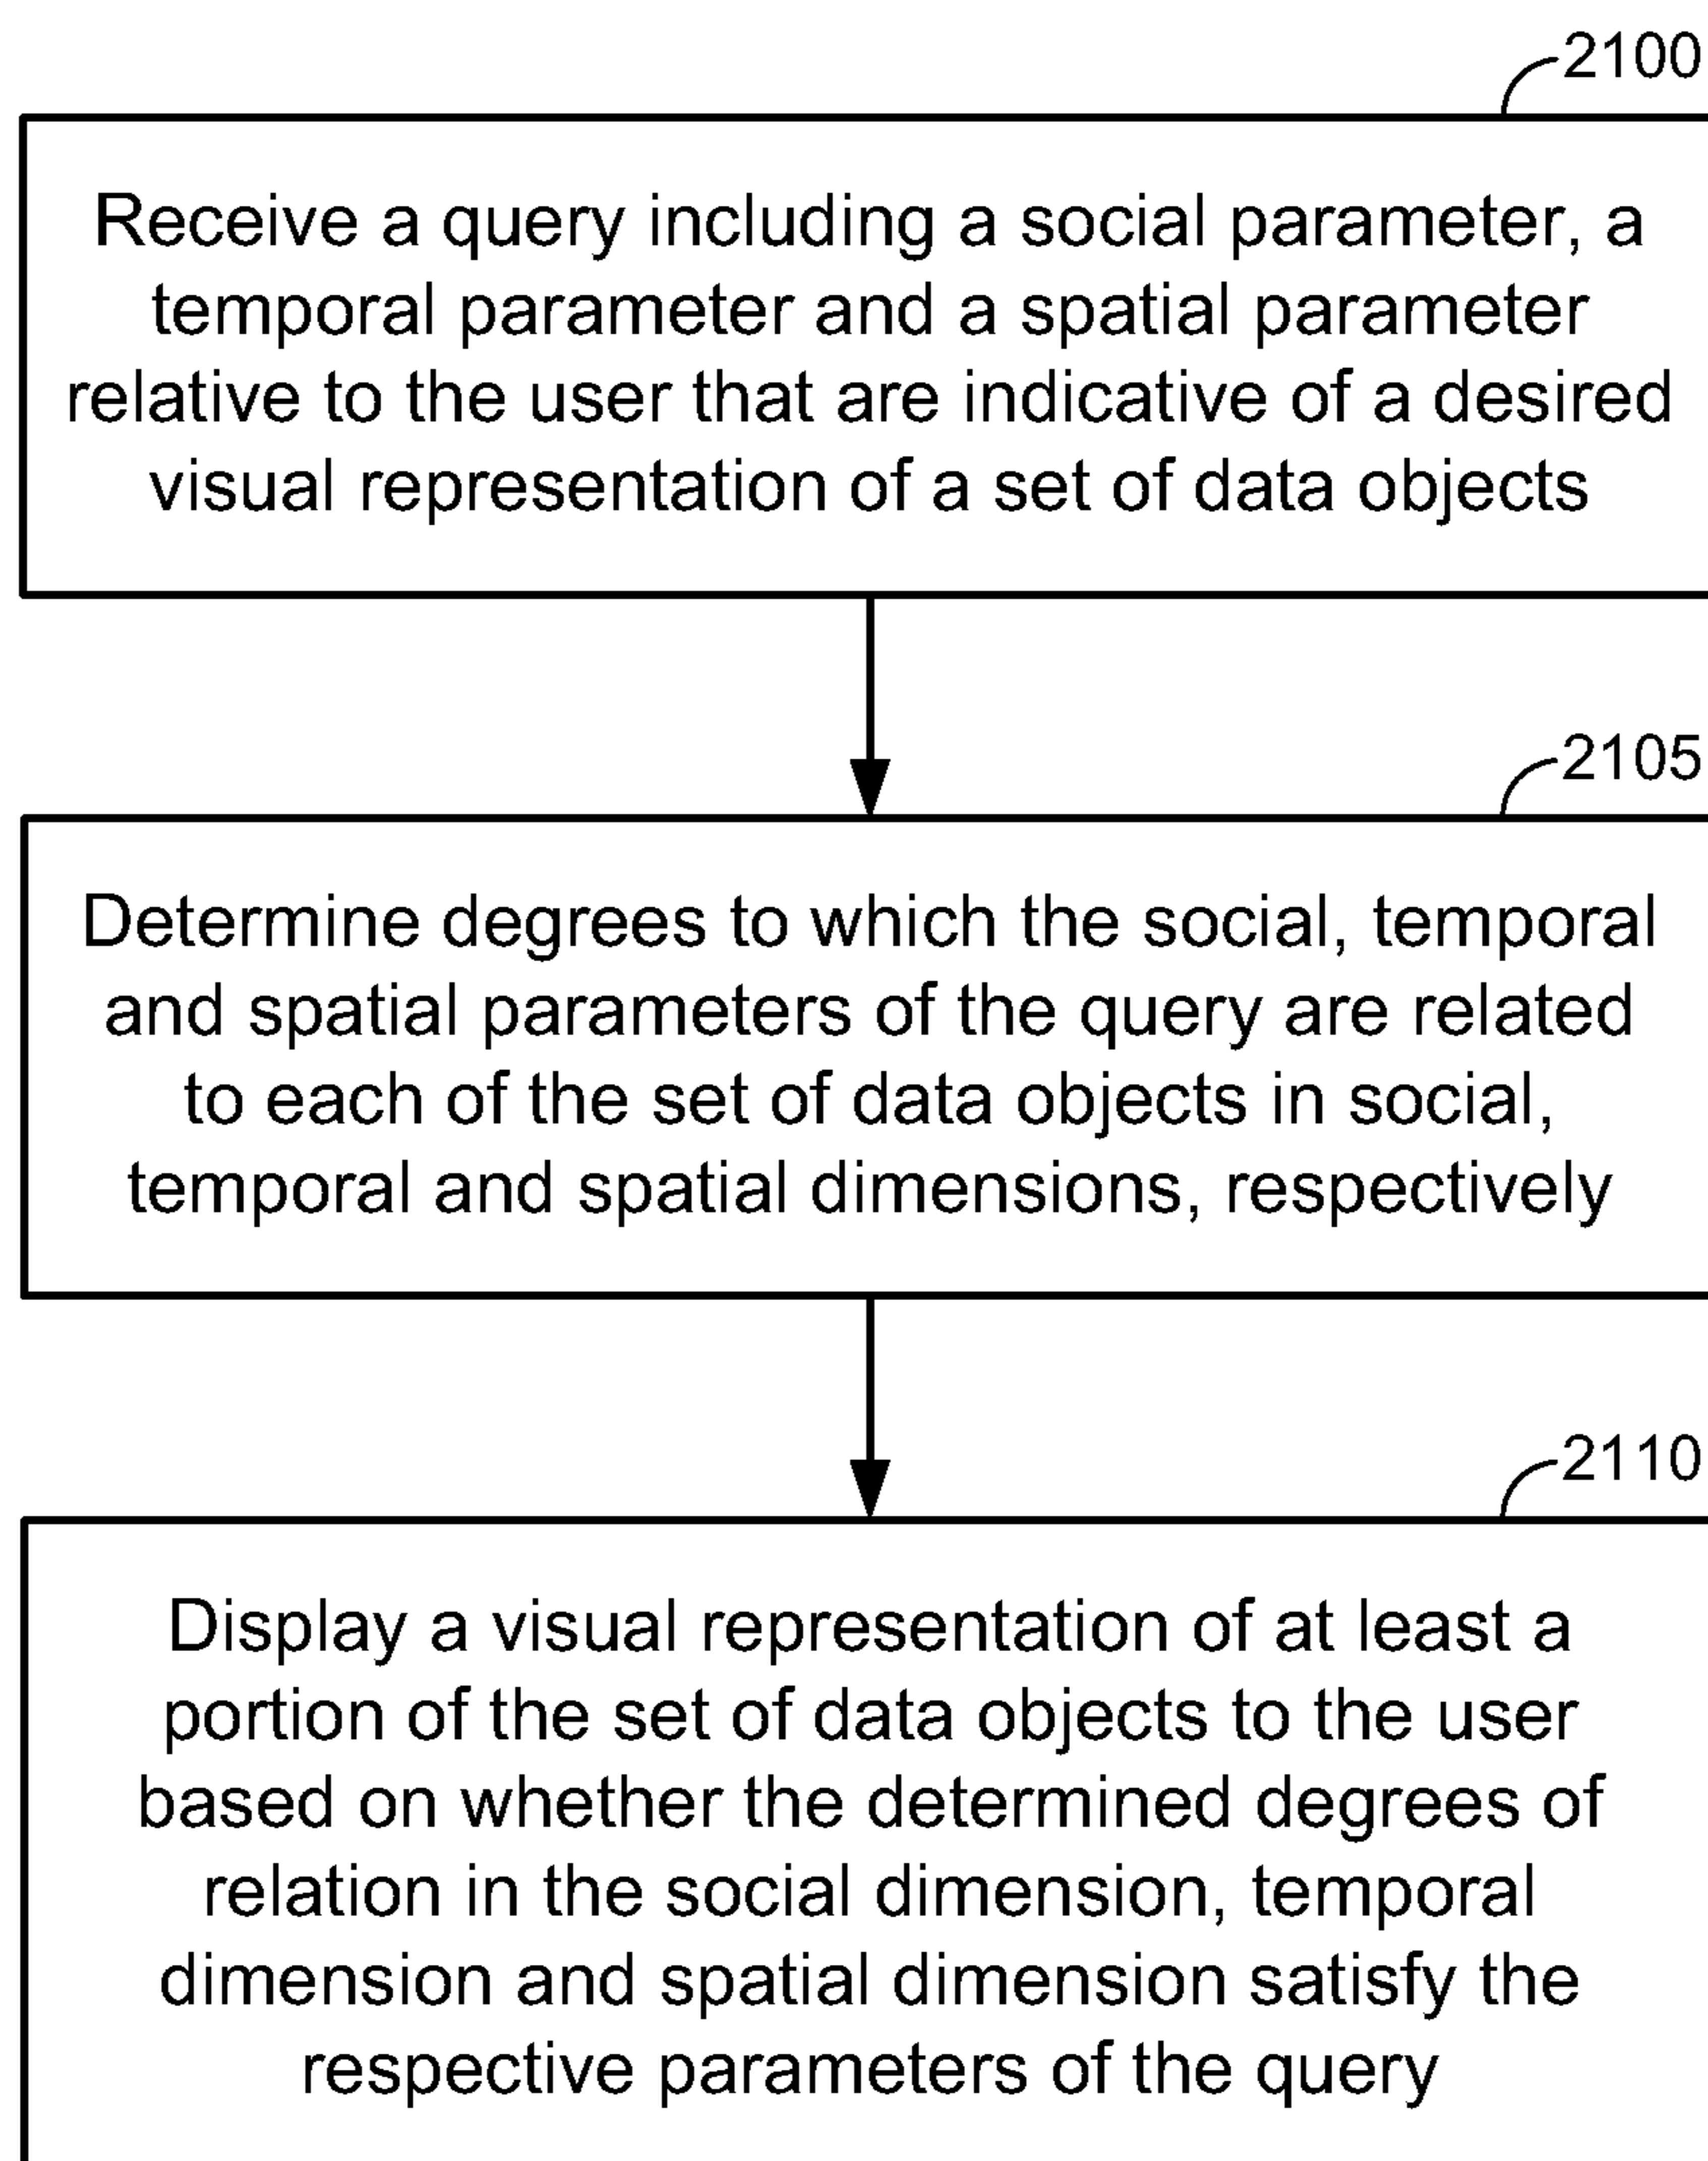 2100
Receive a query including a social parameter, a
temporal parameter and a spatial parameter
relative to the user that are indicative of a desired
visual representation of a set of data objects
2105
Determine degrees to which the social, temporal
and spatial parameters of the query are related
to each of the set of data objects in social,
temporal and spatial dimensions, respectively
2110
Display a visual representation of at least a
portion of the set of data objects to the user
based on whether the determined degrees of
relation in the social dimension, temporal
dimension and spatial dimension satisfy the
respective parameters of the query